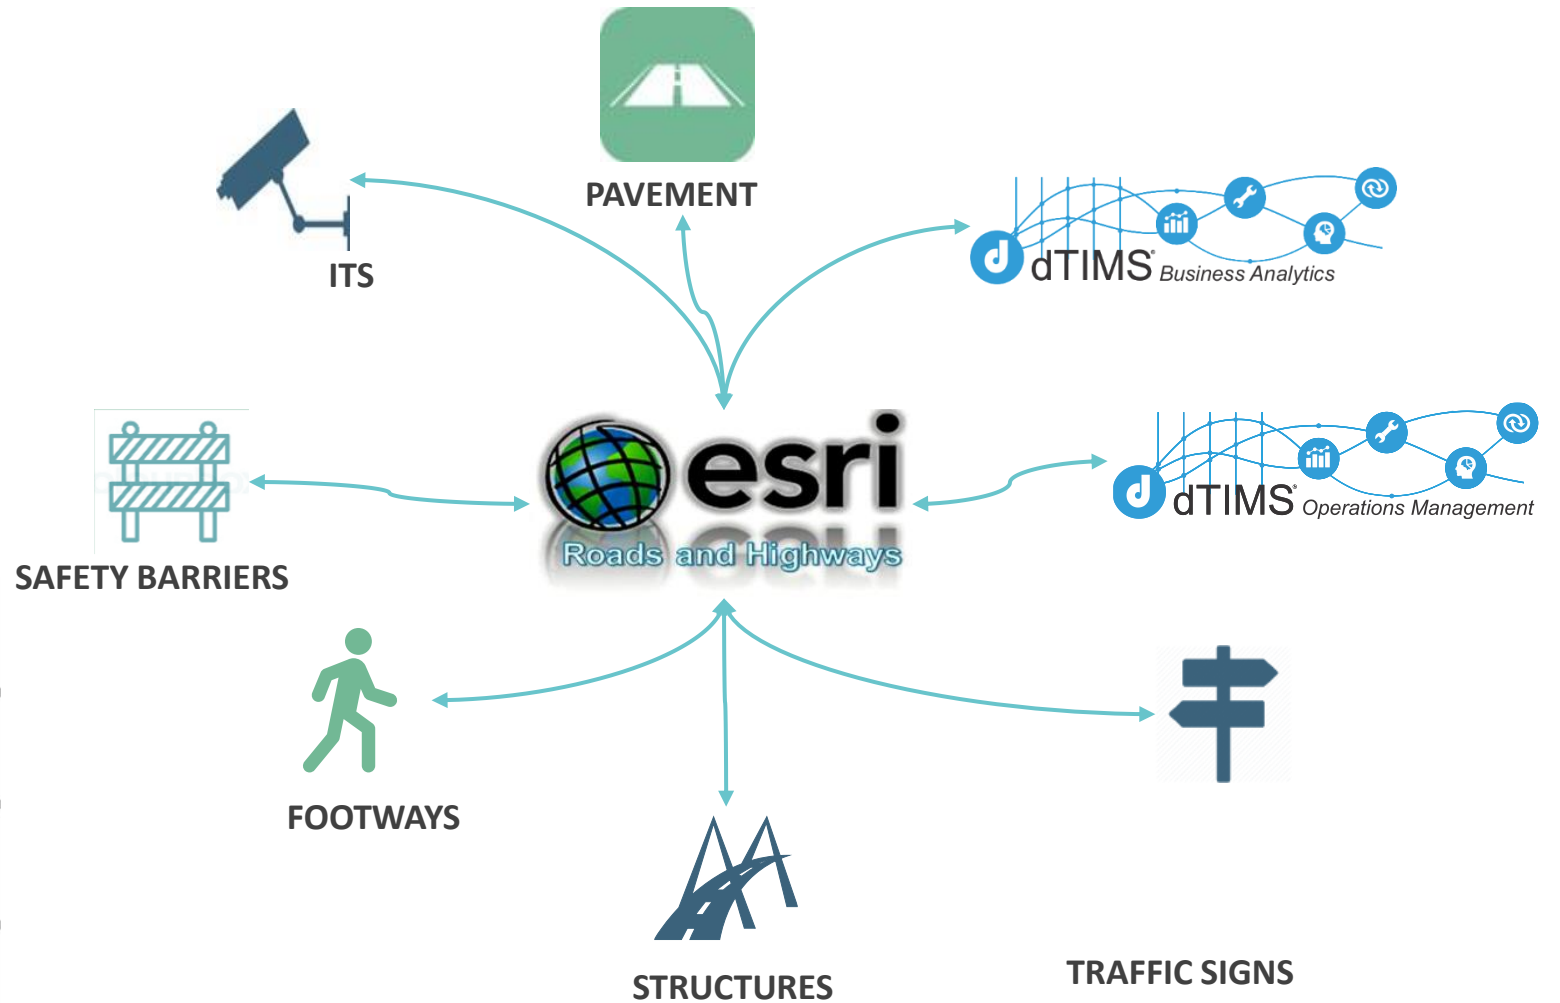 PAVEMENT
ITS
d dTIMS® Business Analytics
esri
Roads and Highways
d dTIMS® Operations Management
SAFETY BARRIERS
FOOTWAYS
STRUCTURES
TRAFFIC SIGNS